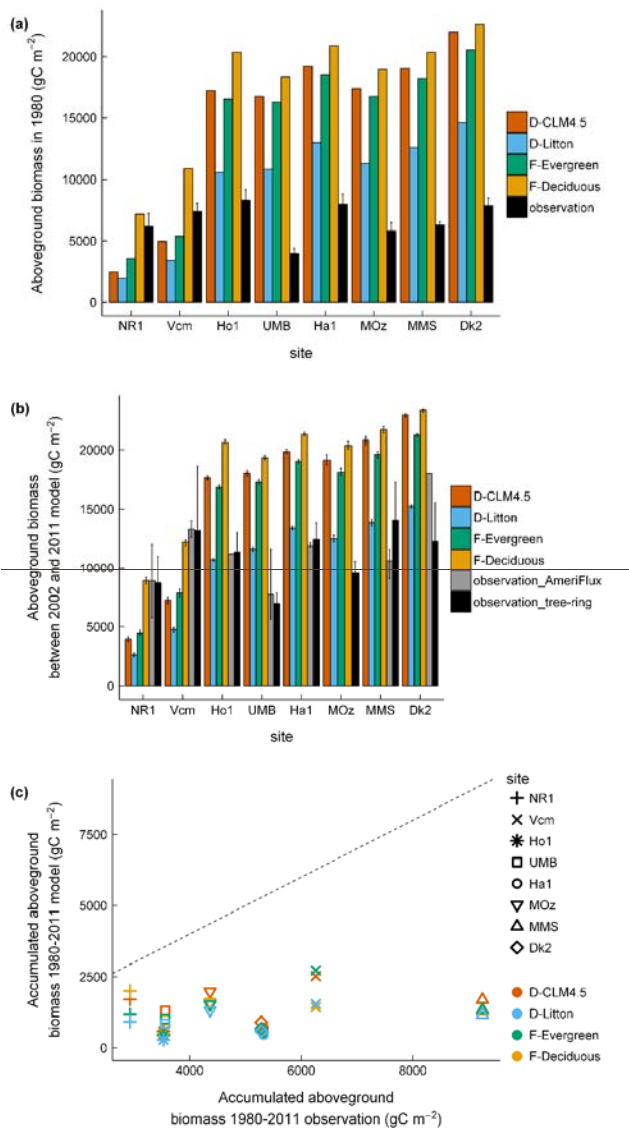 (a)
Aboveground biomass in 1980 (gC m⁻²)
20000
15000
10000
5000
0
NR1 Vcm Ho1 UMB Ha1 MOz MMS Dk2
site
D-CLM4.5
D-Litton
F-Evergreen
F-Deciduous
observation
(b)
Aboveground biomass
between 2002 and 2011 model (gC m⁻²)
20000
15000
10000
5000
0
NR1 Vcm Ho1 UMB Ha1 MOz MMS Dk2
site
D-CLM4.5
D-Litton
F-Evergreen
F-Deciduous
observation_AmeriFlux
observation_tree-ring
(c)
Accumulated aboveground
biomass 1980-2011 model (gC m⁻²)
7500
5000
2500
0
4000 6000 8000
Accumulated aboveground
biomass 1980-2011 observation (gC m⁻²)
site
NR1
Vcm
Ho1
UMB
Ha1
MOz
MMS
Dk2
D-CLM4.5
D-Litton
F-Evergreen
F-Deciduous